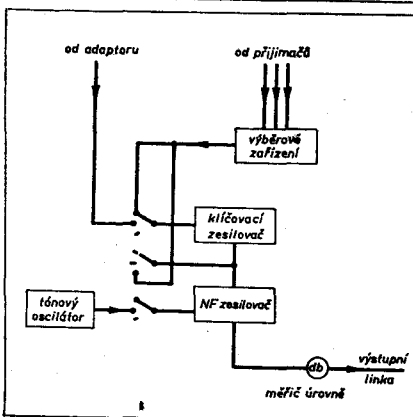 od adaptoru
od přijimačů
výběrové
zařízení
klíčovací
zesilovač
tónový
oscilátor
NF zesilovač
db
výstupní
linka
měřič úrovně